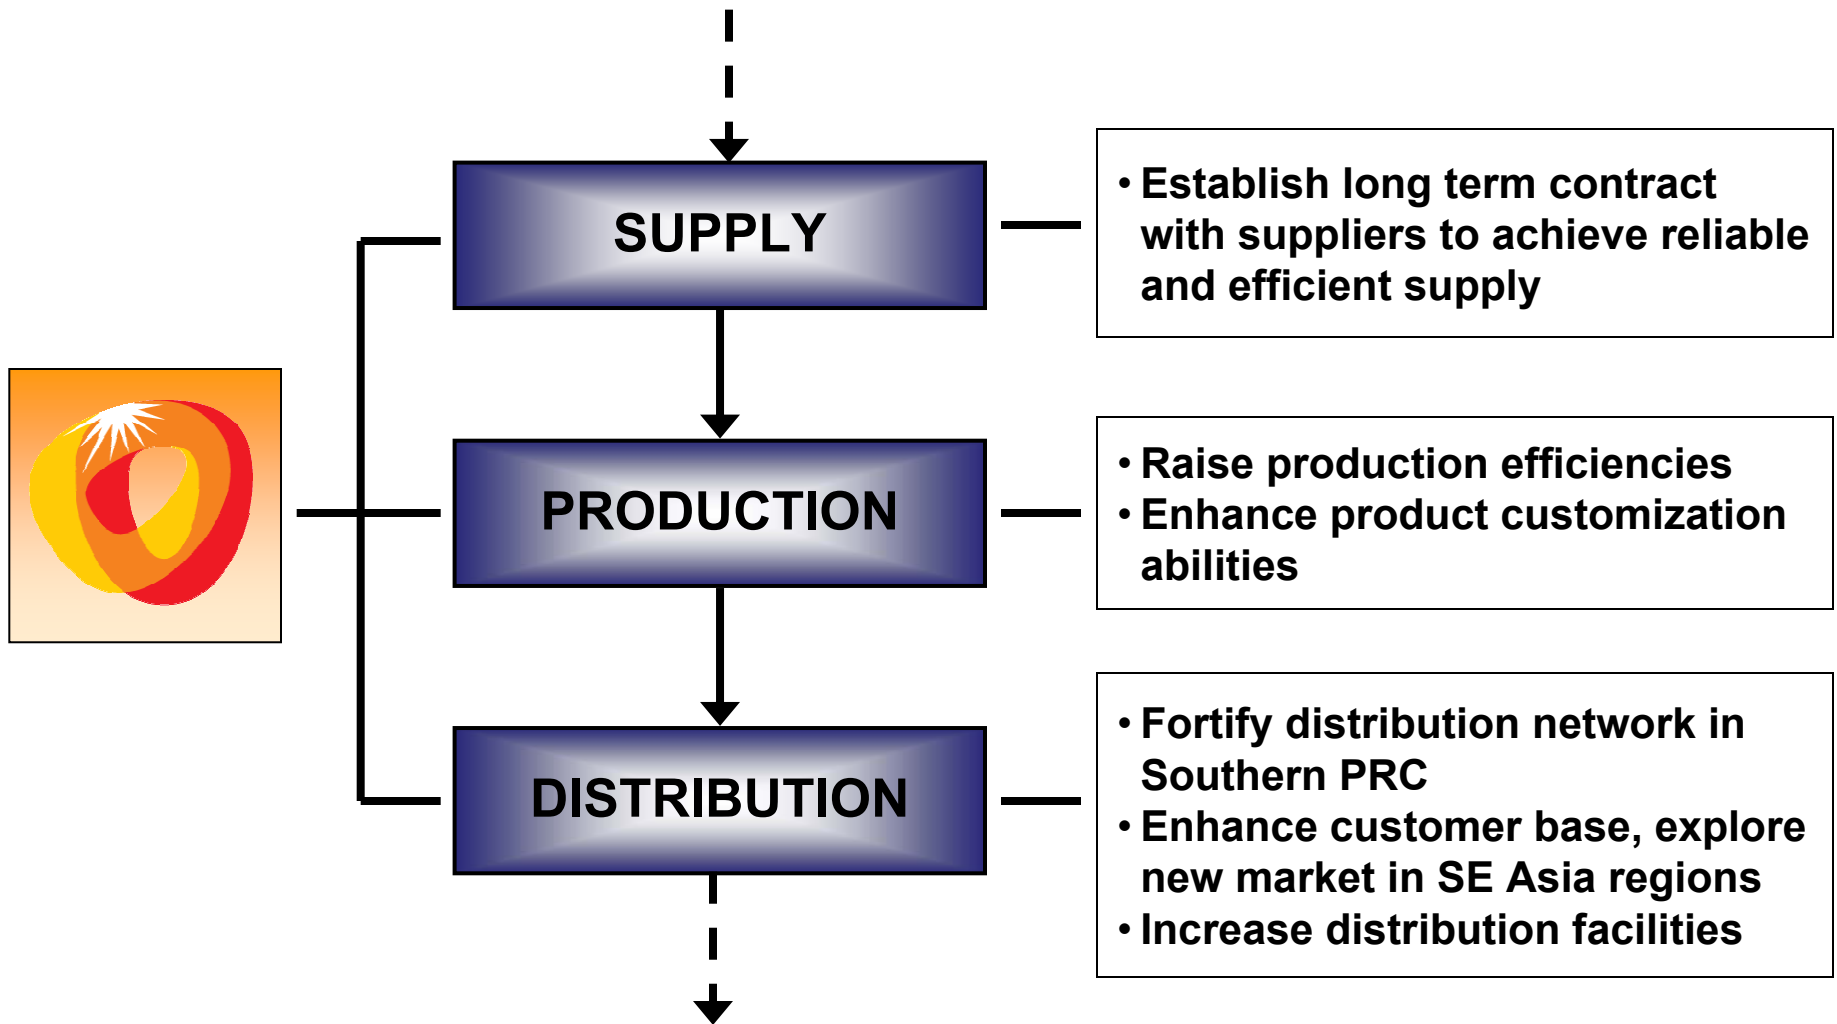 SUPPLY
• Establish long term contract
with suppliers to achieve reliable
and efficient supply
PRODUCTION
• Raise production efficiencies
• Enhance product customization
abilities
DISTRIBUTION
• Fortify distribution network in
Southern PRC
• Enhance customer base, explore
new market in SE Asia regions
• Increase distribution facilities